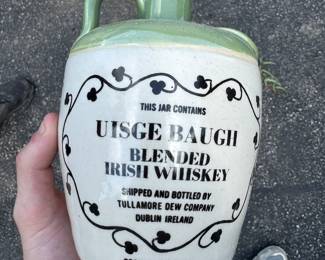 THIS JAR CONTAINS
UISGE BAUGH
BLENDED
IRISH WHISKEY
SHIPPED AND BOTTLED BY
TULLAMORE DEW COMPANY
DUBLIN IRELAND